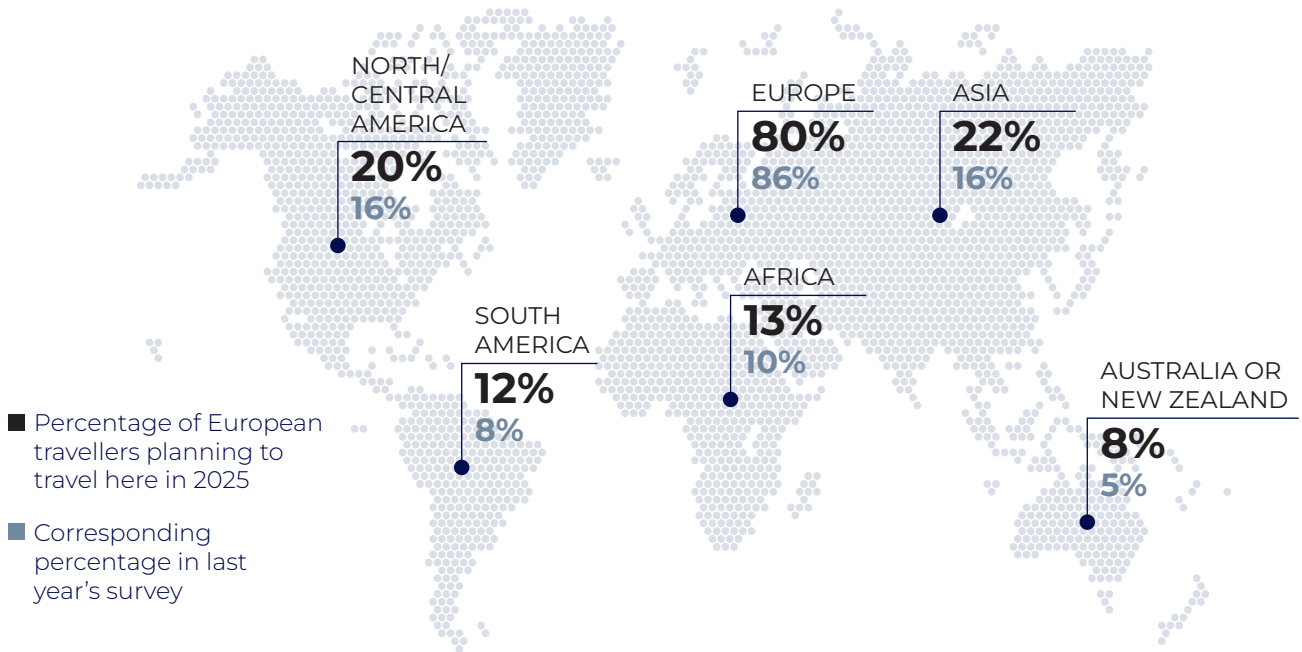 NORTH/
CENTRAL
AMERICA
20%
16%
EUROPE
80%
86%
ASIA
22%
16%
AFRICA
13%
10%
SOUTH
AMERICA
12%
8%
AUSTRALIA OR
NEW ZEALAND
8%
5%
Percentage of European
travellers planning to
travel here in 2025
Corresponding
percentage in last
year’s survey